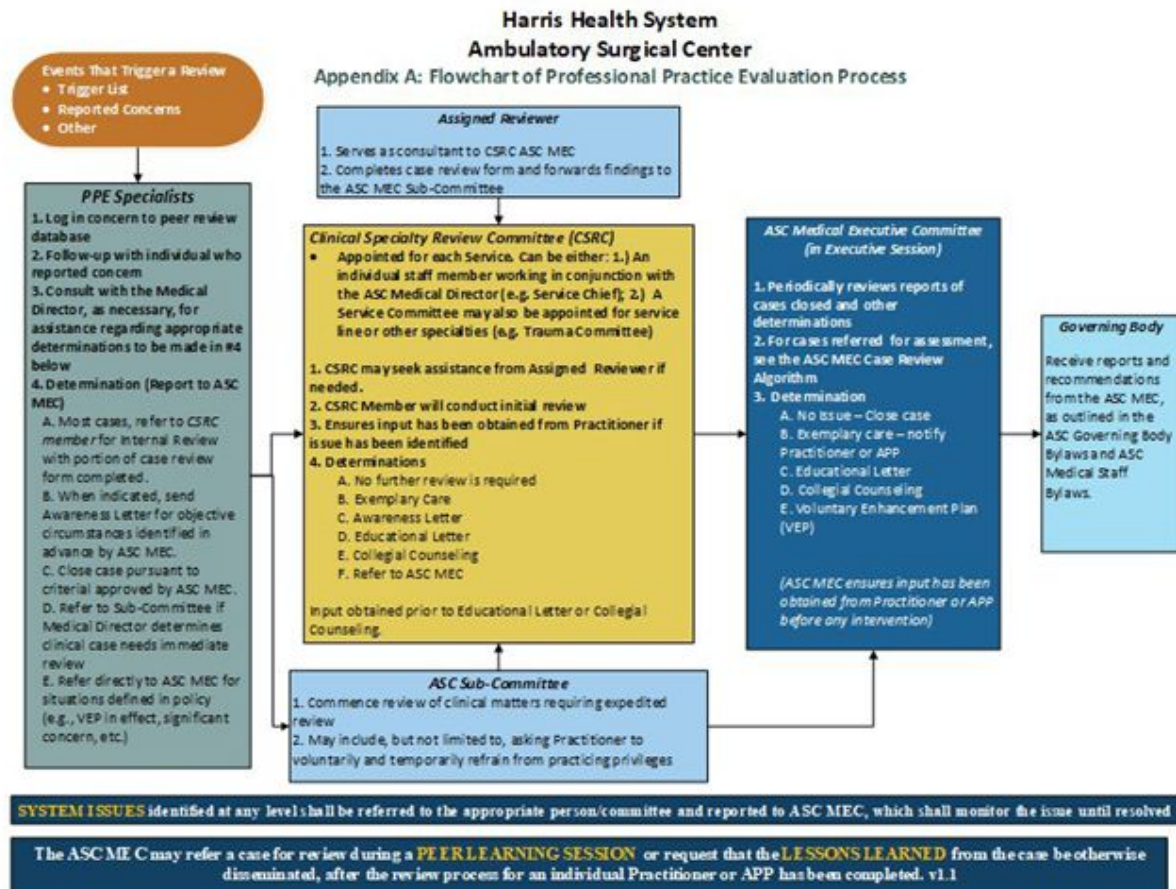 Harris Health System
Ambulatory Surgical Center
Appendix A: Flowchart of Professional Practice Evaluation Process
Events That Trigger a Review
• Trigger List
• Reported Concerns
• Other
Assigned Reviewer
1. Serves as consultant to CSRC ASC MEC
2. Completes case review form and forwards findings to
the ASC MEC Sub-Committee
PPE Specialists
1. Log in concern to peer review
database
2. Follow-up with individual who
reported concern
3. Consult with the Medical
Director, as necessary, for
assistance regarding appropriate
determinations to be made in #4
below
4. Determination (Report to ASC
MEC)
A. Most cases, refer to CSRC
member for Internal Review
with portion of case review
form completed.
B. When indicated, send
Awareness Letter for objective
circumstances identified in
advance by ASC MEC.
C. Close case pursuant to
criterial approved by ASC MEC.
D. Refer to Sub-Committee if
Medical Director determines
clinical case needs immediate
review
E. Refer directly to ASC MEC for
situations defined in policy
(e.g., VEP in effect, significant
concern, etc.)
Clinical Specialty Review Committee (CSRC)
• Appointed for each Service. Can be either: 1.) An
individual staff member working in conjunction with
the ASC Medical Director (e.g. Service Chief); 2.) A
Service Committee may also be appointed for service
line or other specialties (e.g. Trauma Committee)
1. CSRC may seek assistance from Assigned Reviewer if
needed.
2. CSRC Member will conduct initial review
3. Ensures input has been obtained from Practitioner if
issue has been identified
4. Determinations
A. No further review is required
B. Exemplary Care
C. Awareness Letter
D. Educational Letter
E. Collegial Counseling
F. Refer to ASC MEC
Input obtained prior to Educational Letter or Collegial
Counseling.
ASC Sub-Committee
1. Commence review of clinical matters requiring expedited
review
2. May include, but not limited to, asking Practitioner to
voluntarily and temporarily refrain from practicing privileges
ASC Medical Executive Committee
(in Executive Session)
1. Periodically reviews reports of
cases closed and other
determinations
2. For cases referred for assessment,
see the ASC MEC Case Review
Algorithm
3. Determination
A. No Issue – Close case
B. Exemplary care – notify
Practitioner or APP
C. Educational Letter
D. Collegial Counseling
E. Voluntary Enhancement Plan
(VEP)
(ASC MEC ensures input has been
obtained from Practitioner or APP
before any intervention)
Governing Body
Receive reports and
recommendations
from the ASC MEC,
as outlined in the
ASC Governing Body
Bylaws and ASC
Medical Staff
Bylaws.
SYSTEM ISSUES identified at any level shall be referred to the appropriate person/committee and reported to ASC MEC, which shall monitor the issue until resolved
The ASC MEC may refer a case for review during a PEER LEARNING SESSION or request that the LESSONS LEARNED from the case be otherwise
disseminated, after the review process for an individual Practitioner or APP has been completed. v1.1